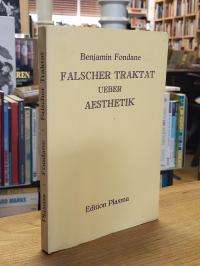 Benjamin Fondane
FALSCHER TRAKTAT
UEBER
AESTHETIK
Edition Plasma
Plasma · Fondane · Falscher Traktat